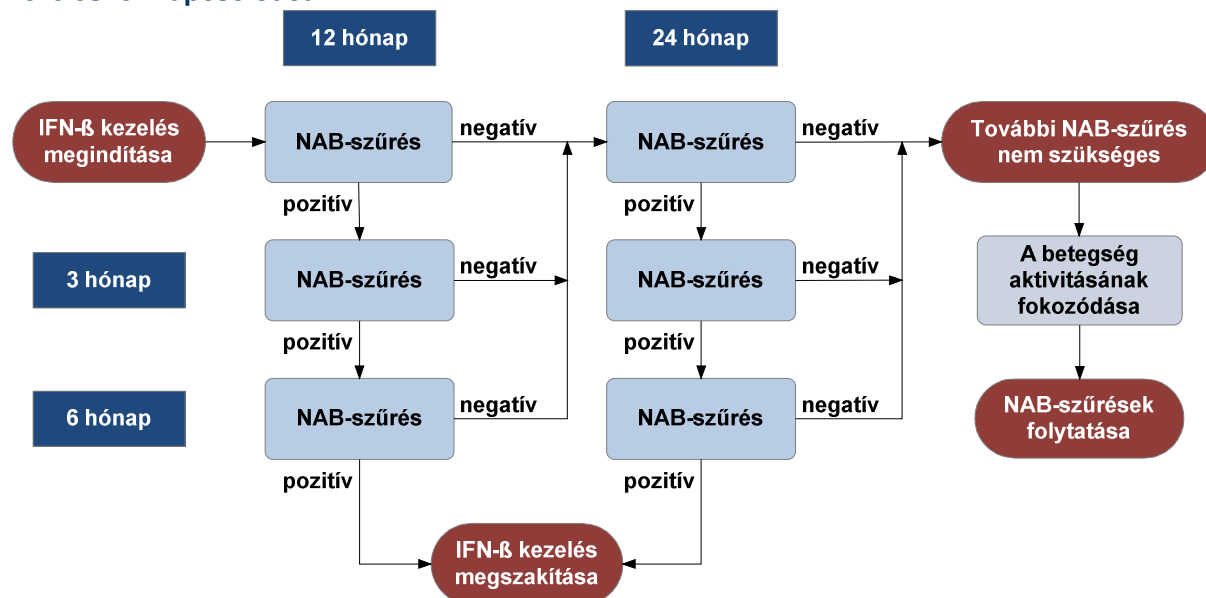 12 hónap
24 hónap
IFN-ß kezelés
megindítása
NAB-szűrés
negatív
NAB-szűrés
negatív
További NAB-szűrés
nem szükséges
pozitív
pozitív
3 hónap
NAB-szűrés
negatív
NAB-szűrés
negatív
A betegség
aktivitásának
fokozódása
pozitív
pozitív
6 hónap
NAB-szűrés
negatív
NAB-szűrés
negatív
NAB-szűrések
folytatása
pozitív
pozitív
IFN-ß kezelés
megszakítása